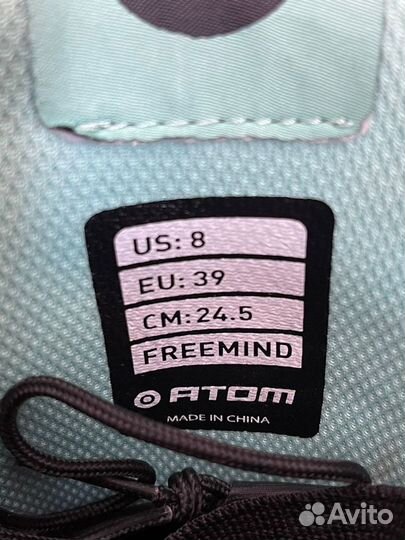 US: 8
EU: 39
CM: 24.5
FREEMIND
ATOM
MADE IN CHINA
Avito